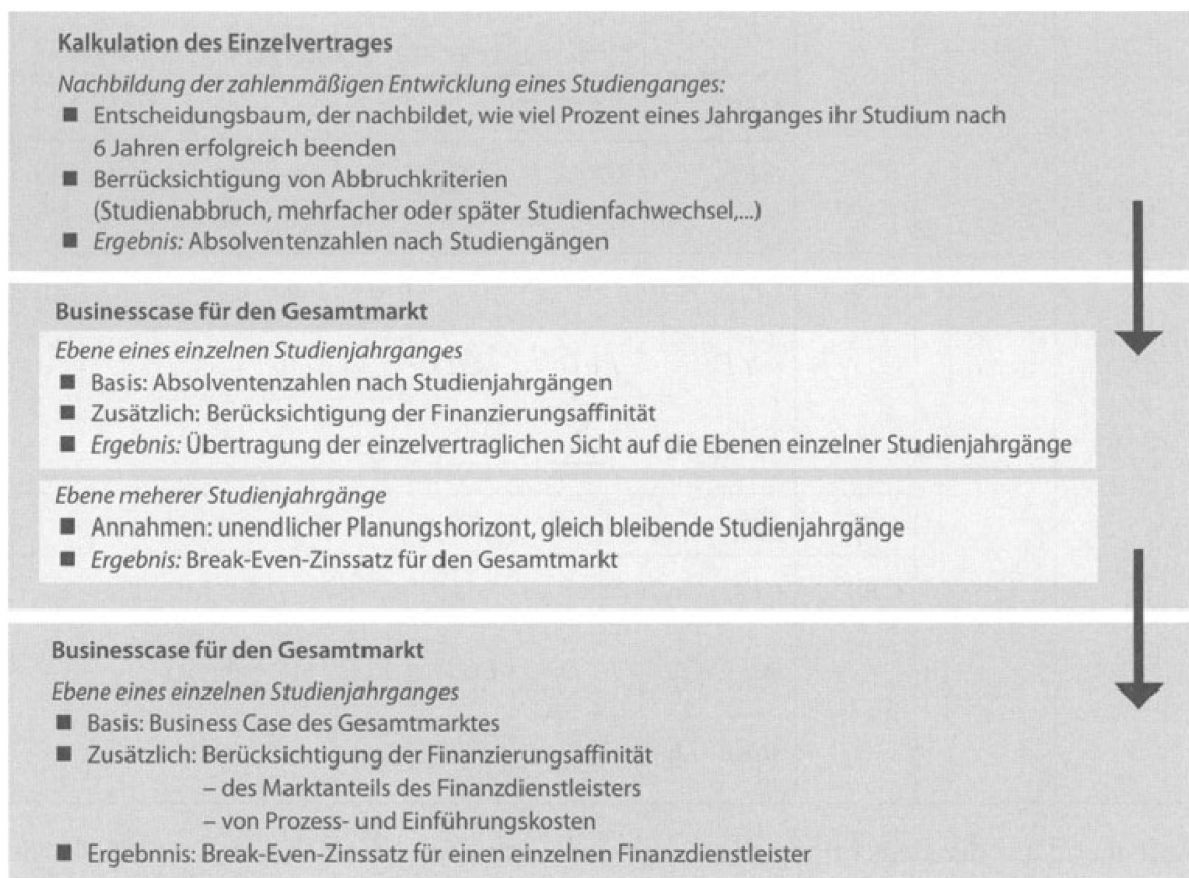 Kalkulation des Einzelvertrages
Nachbildung der zahlenmäßigen Entwicklung eines Studienganges:
■ Entscheidungsbaum, der nachbildet, wie viel Prozent eines Jahrganges ihr Studium nach
6 Jahren erfolgreich beenden
■ Berrücksichtigung von Abbruchkriterien
(Studienabbruch, mehrfacher oder später Studienfachwechsel,...)
■ Ergebnis: Absolventenzahlen nach Studiengängen
Businesscase für den Gesamtmarkt
Ebene eines einzelnen Studienjahrganges
■ Basis: Absolventenzahlen nach Studienjahrgängen
■ Zusätzlich: Berücksichtigung der Finanzierungsaffinität
■ Ergebnis: Übertragung der einzelvertraglichen Sicht auf die Ebenen einzelner Studienjahrgänge
Ebene meherer Studienjahrgänge
■ Annahmen: unendlicher Planungshorizont, gleich bleibende Studienjahrgänge
■ Ergebnis: Break-Even-Zinssatz für den Gesamtmarkt
Businesscase für den Gesamtmarkt
Ebene eines einzelnen Studienjahrganges
■ Basis: Business Case des Gesamtmarktes
■ Zusätzlich: Berücksichtigung der Finanzierungsaffinität
– des Marktanteils des Finanzdienstleisters
– von Prozess- und Einführungskosten
■ Ergebnnis: Break-Even-Zinssatz für einen einzelnen Finanzdienstleister